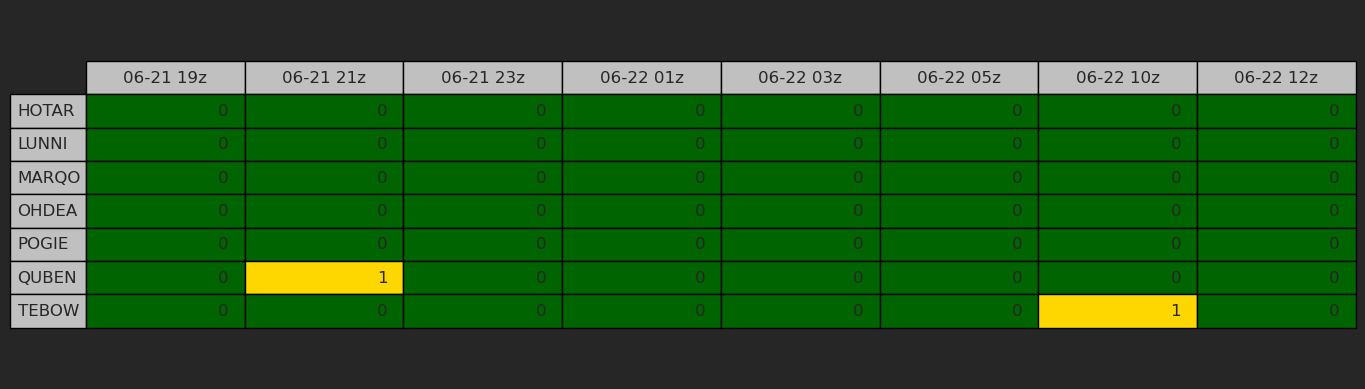 06-21 19z 06-21 21z 06-21 23z 06-22 01z 06-22 03z 06-22 05z 06-22 10z 06-22 12z
HOTAR 0 0 0 0 0 0 0 0
LUNNI 0 0 0 0 0 0 0 0
MARQO 0 0 0 0 0 0 0 0
OHDEA 0 0 0 0 0 0 0 0
POGIE 0 0 0 0 0 0 0 0
QUBEN 0 1 0 0 0 0 0 0
TEBOW 0 0 0 0 0 0 1 0